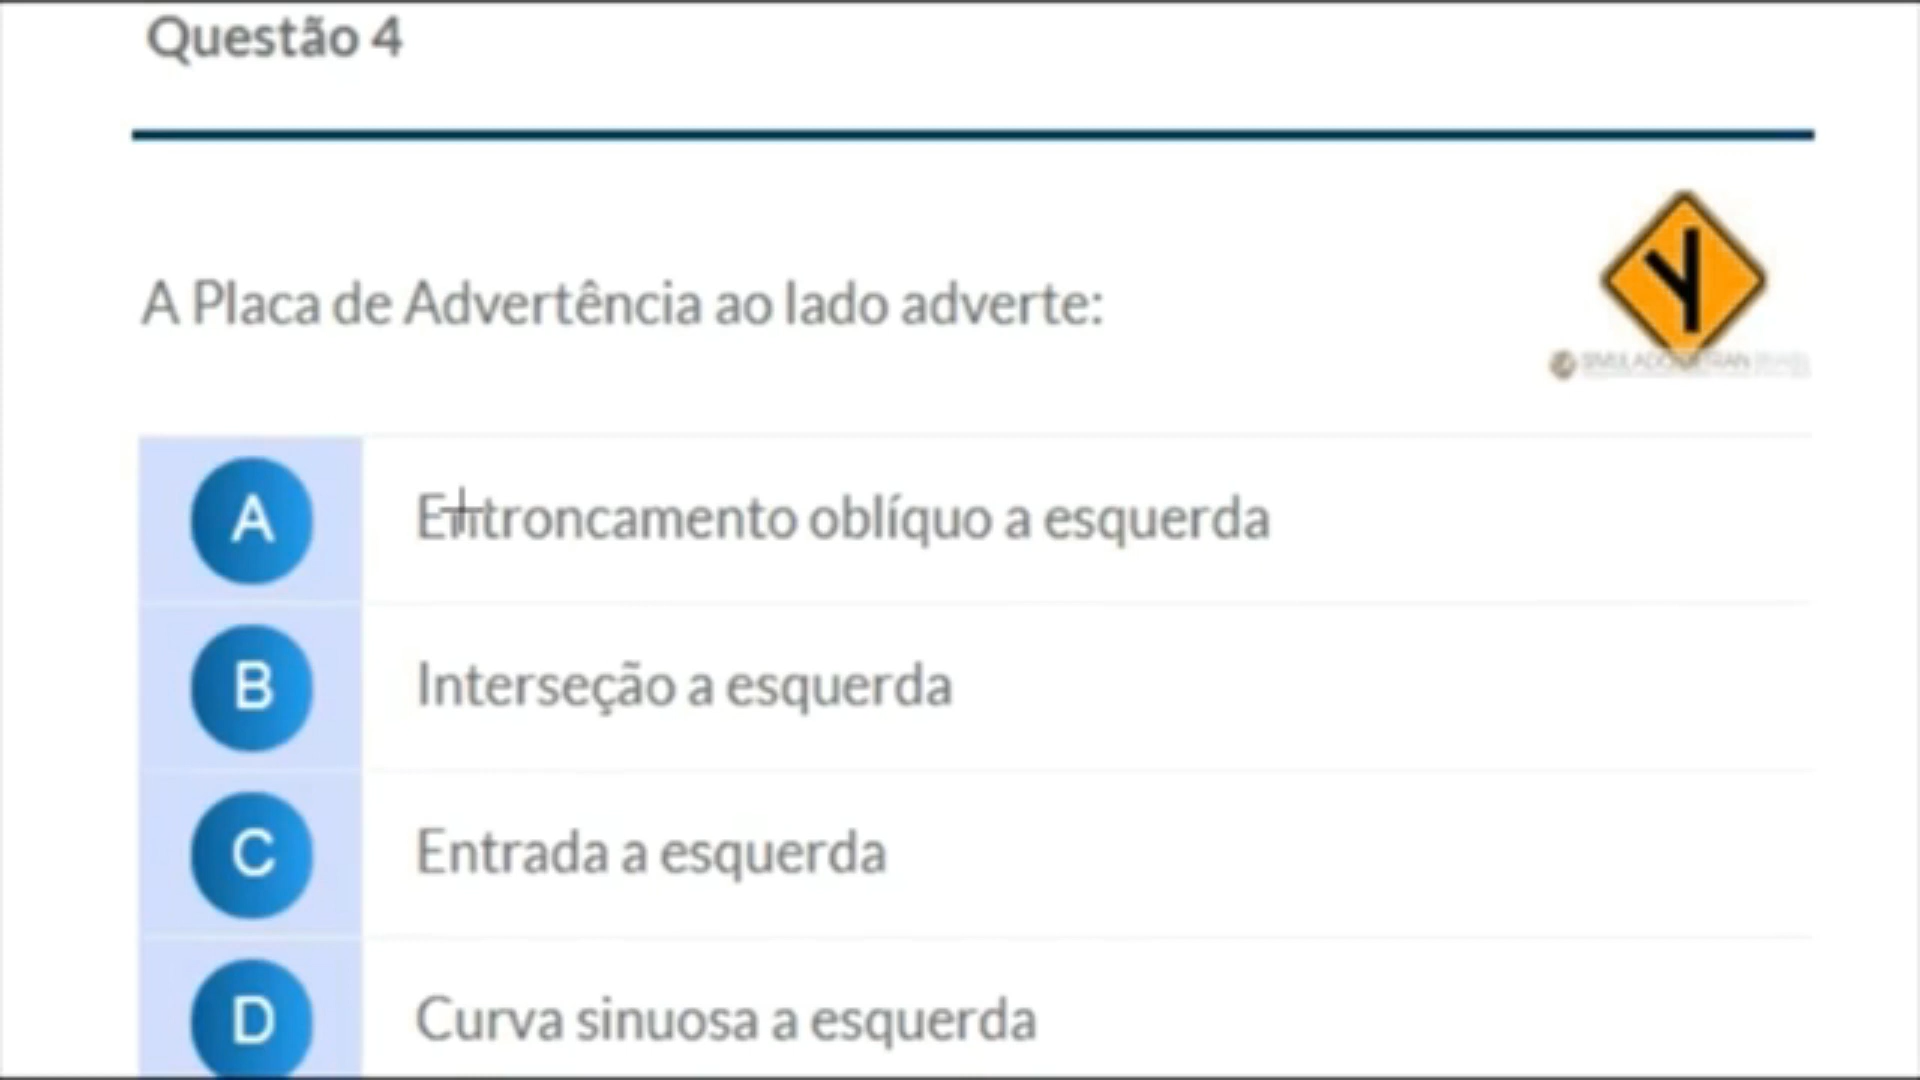 Questão 4
A Placa de Advertência ao lado adverte:
A
Entroncamento oblíquo a esquerda
B
Interseção a esquerda
C
Entrada a esquerda
D
Curva sinuosa a esquerda